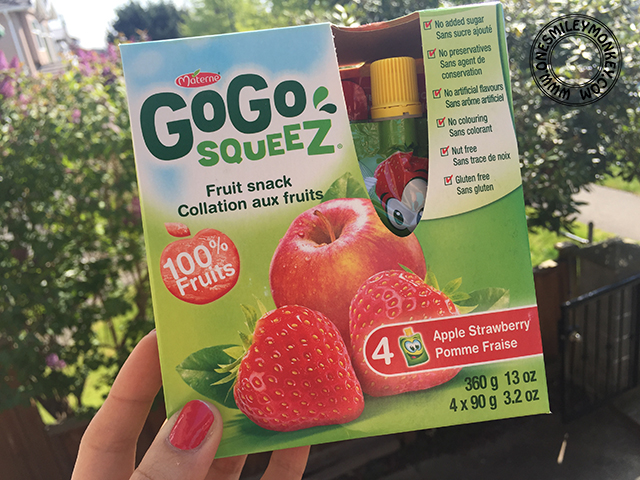 Materne
GOGO
SQUEEZ®
Fruit snack
Collation aux fruits
100%
Fruits
No added sugar
Sans sucre ajouté
No preservatives
Sans agent de
conservation
No artificial flavours
Sans arôme artificiel
No colouring
Sans colorant
Nut free
Sans trace de noix
Gluten free
Sans gluten
4
Apple Strawberry
Pomme Fraise
360 g 13 oz
4 x 90 g 3.2 oz
WWW.ONESMILEYMONKEY.COM